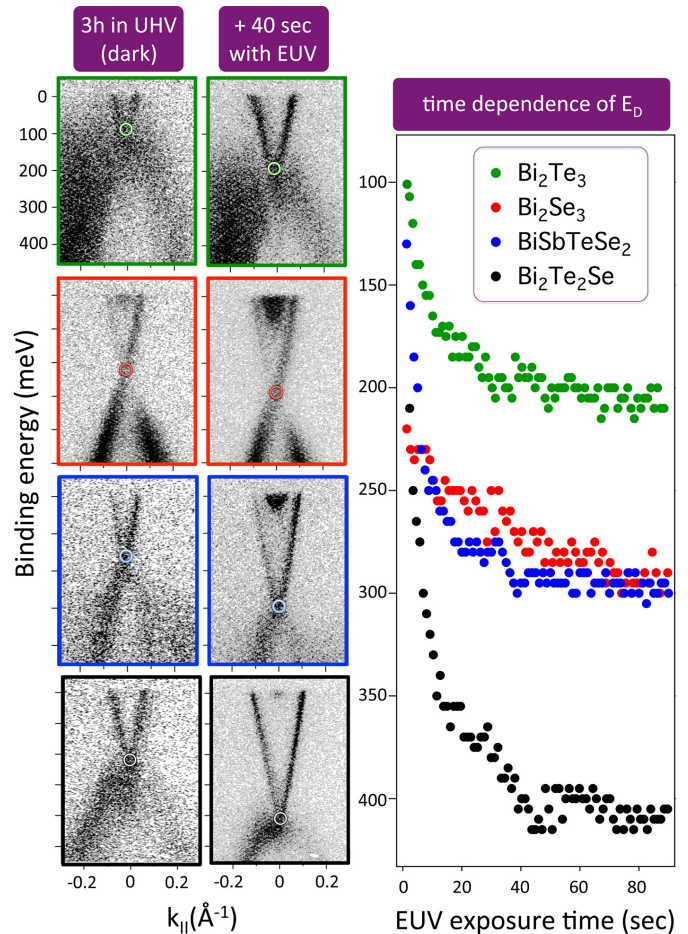 3h in UHV
(dark)
+ 40 sec
with EUV
time dependence of E_D
0
100
200
300
400
Binding energy (meV)
-0.2
0
0.2
-0.2
0
0.2
k_||(Å⁻¹)
Bi₂Te₃
Bi₂Se₃
BiSbTeSe₂
Bi₂Te₂Se
100
150
200
250
300
350
400
0
20
40
60
80
EUV exposure time (sec)